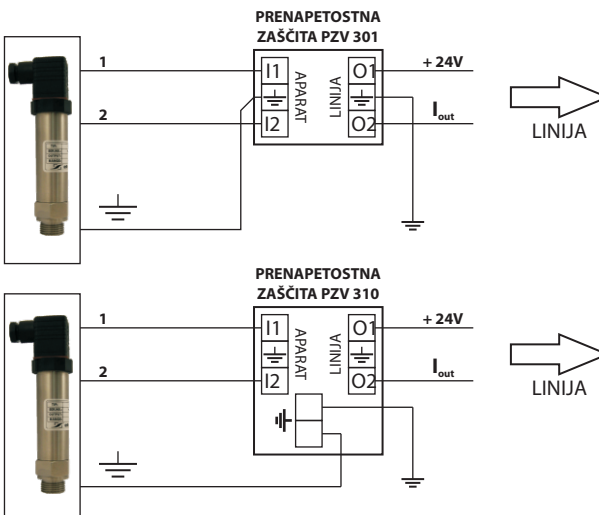 PRENAPETOSTNA
ZAŠČITA PZV 301
1
I1
O1
+ 24V
APARAT
LINIJA
2
I2
O2
Iout
LINIJA
PRENAPETOSTNA
ZAŠČITA PZV 310
1
I1
O1
+ 24V
APARAT
LINIJA
2
I2
O2
Iout
LINIJA